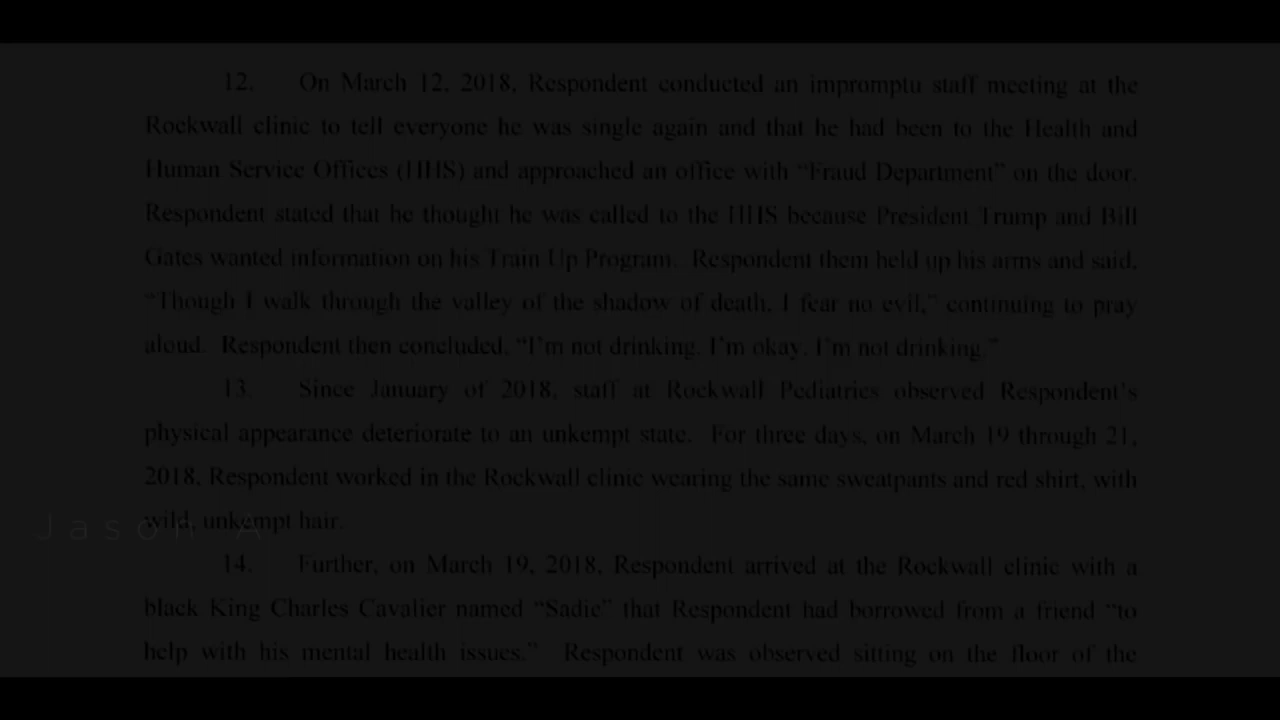 12. On March 12, 2018, Respondent conducted an impromptu staff meeting at the
Rockwall clinic to tell everyone he was single again and that he had been to the Health and
Human Service Offices (HHS) and approached an office with “Fraud Department” on the door.
Respondent stated that he thought he was called to the HHS because President Trump and Bill
Gates wanted information on his Train Up Program. Respondent them held up his arms and said,
“Though I walk through the valley of the shadow of death, I fear no evil,” continuing to pray
aloud. Respondent then concluded, “I’m not drinking. I’m okay. I’m not drinking.”
13. Since January of 2018, staff at Rockwall Pediatrics observed Respondent’s
physical appearance deteriorate to an unkempt state. For three days, on March 19 through 21,
2018, Respondent worked in the Rockwall clinic wearing the same sweatpants and red shirt, with
wild, unkempt hair.
Jason A
14. Further, on March 19, 2018, Respondent arrived at the Rockwall clinic with a
black King Charles Cavalier named “Sadie” that Respondent had borrowed from a friend “to
help with his mental health issues.” Respondent was observed sitting on the floor of the